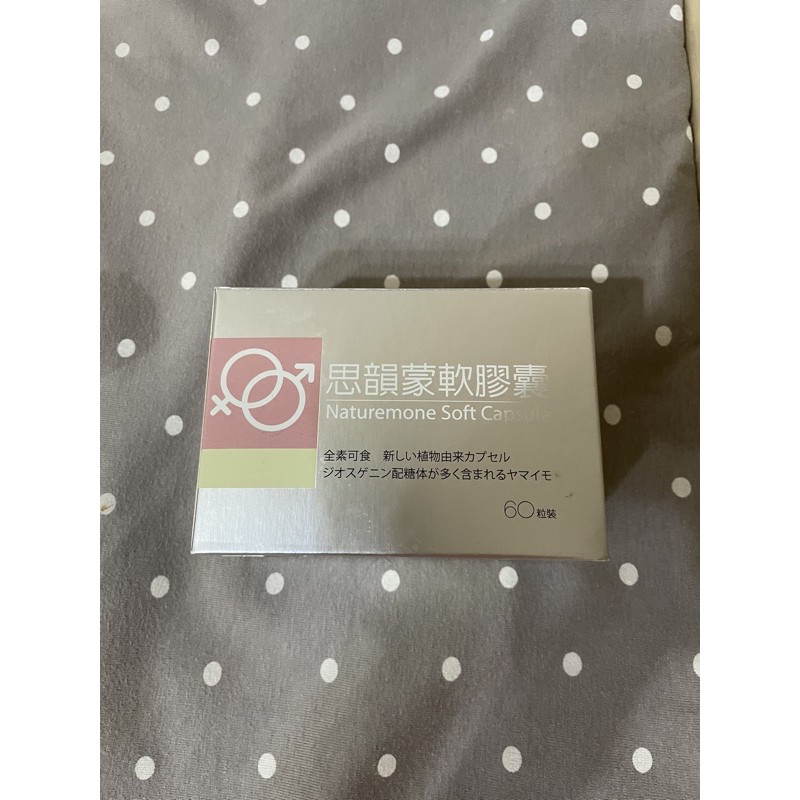 思韻蒙軟膠囊
Naturemone Soft Capsule
全素可食 新しい植物由来カプセル
ジオスゲニン配糖体が多く含まれるヤマイモ
60粒裝